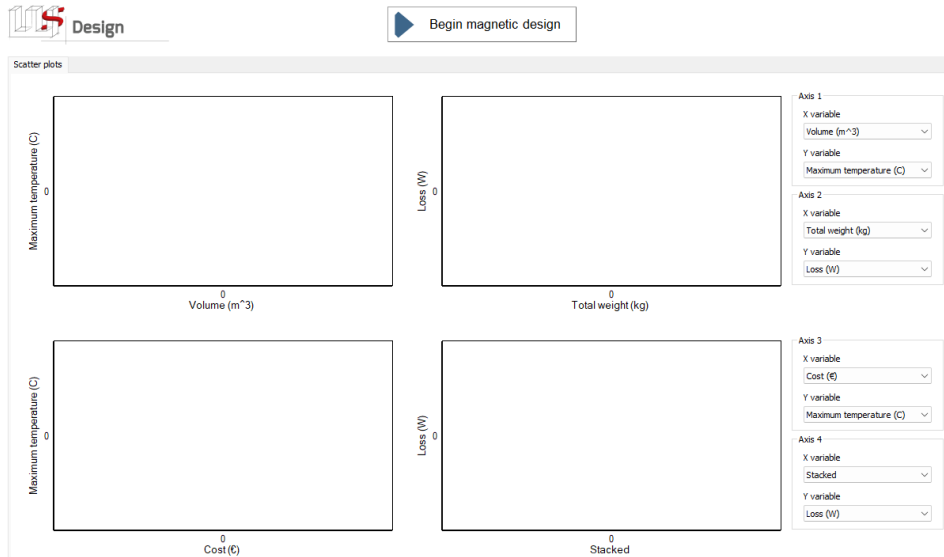 UIS Design
Begin magnetic design
Scatter plots
Maximum temperature (C)
0
0
Volume (m^3)
Loss (W)
0
0
Total weight (kg)
Axis 1
X variable
Volume (m^3)
Y variable
Maximum temperature (C)
Axis 2
X variable
Total weight (kg)
Y variable
Loss (W)
Maximum temperature (C)
0
0
Cost (€)
Loss (W)
0
0
Stacked
Axis 3
X variable
Cost (€)
Y variable
Maximum temperature (C)
Axis 4
X variable
Stacked
Y variable
Loss (W)